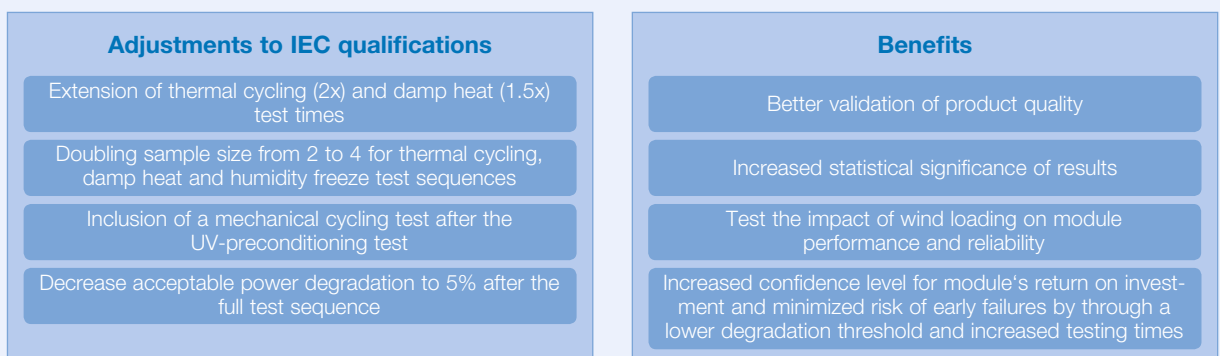 Adjustments to IEC qualifications
Extension of thermal cycling (2x) and damp heat (1.5x)
test times
Doubling sample size from 2 to 4 for thermal cycling,
damp heat and humidity freeze test sequences
Inclusion of a mechanical cycling test after the
UV-preconditioning test
Decrease acceptable power degradation to 5% after the
full test sequence
Benefits
Better validation of product quality
Increased statistical significance of results
Test the impact of wind loading on module
performance and reliability
Increased confidence level for module‘s return on invest-
ment and minimized risk of early failures by through a
lower degradation threshold and increased testing times